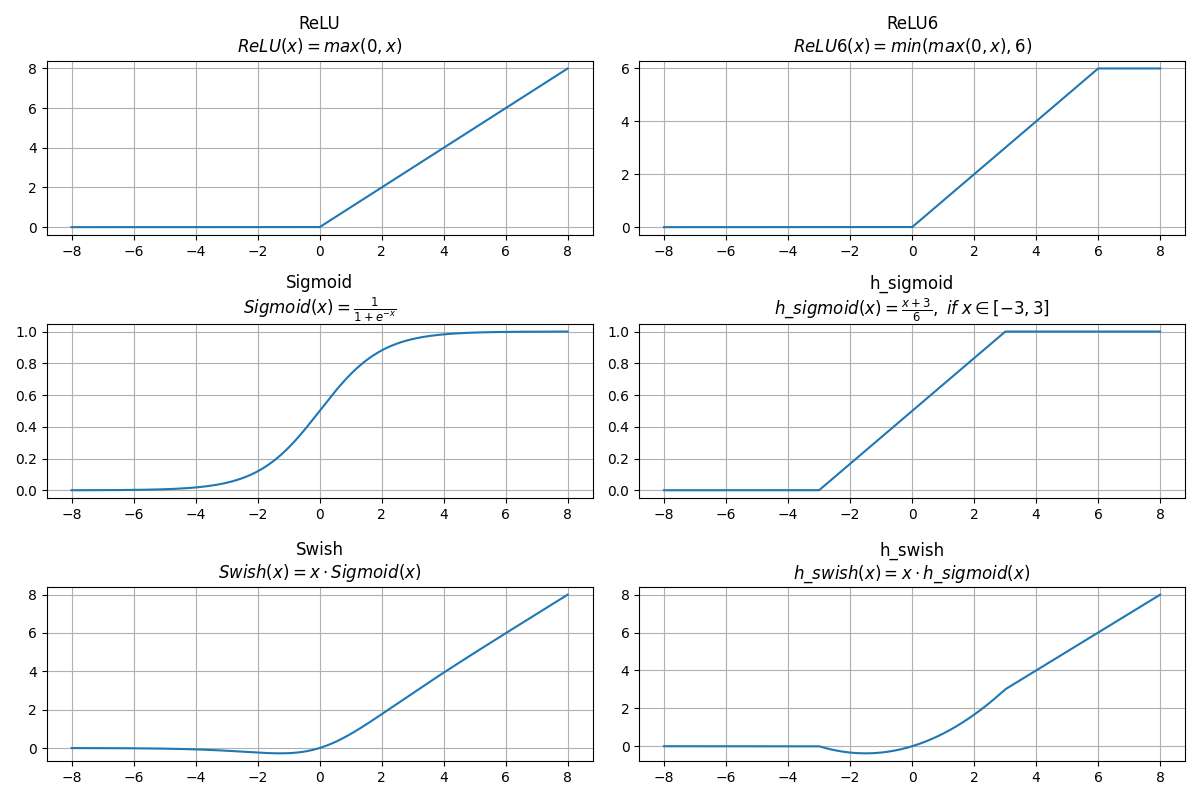 ReLU
ReLU(x) = max(0, x)
8
6
4
2
0
−8 −6 −4 −2 0 2 4 6 8
ReLU6
ReLU6(x) = min(max(0, x), 6)
6
4
2
0
−8 −6 −4 −2 0 2 4 6 8
Sigmoid
Sigmoid(x) = 1/(1 + e^{−x})
1.0
0.8
0.6
0.4
0.2
0.0
−8 −6 −4 −2 0 2 4 6 8
h_sigmoid
h_sigmoid(x) = (x + 3)/6, if x ∈ [−3, 3]
1.0
0.8
0.6
0.4
0.2
0.0
−8 −6 −4 −2 0 2 4 6 8
Swish
Swish(x) = x · Sigmoid(x)
8
6
4
2
0
−8 −6 −4 −2 0 2 4 6 8
h_swish
h_swish(x) = x · h_sigmoid(x)
8
6
4
2
0
−8 −6 −4 −2 0 2 4 6 8